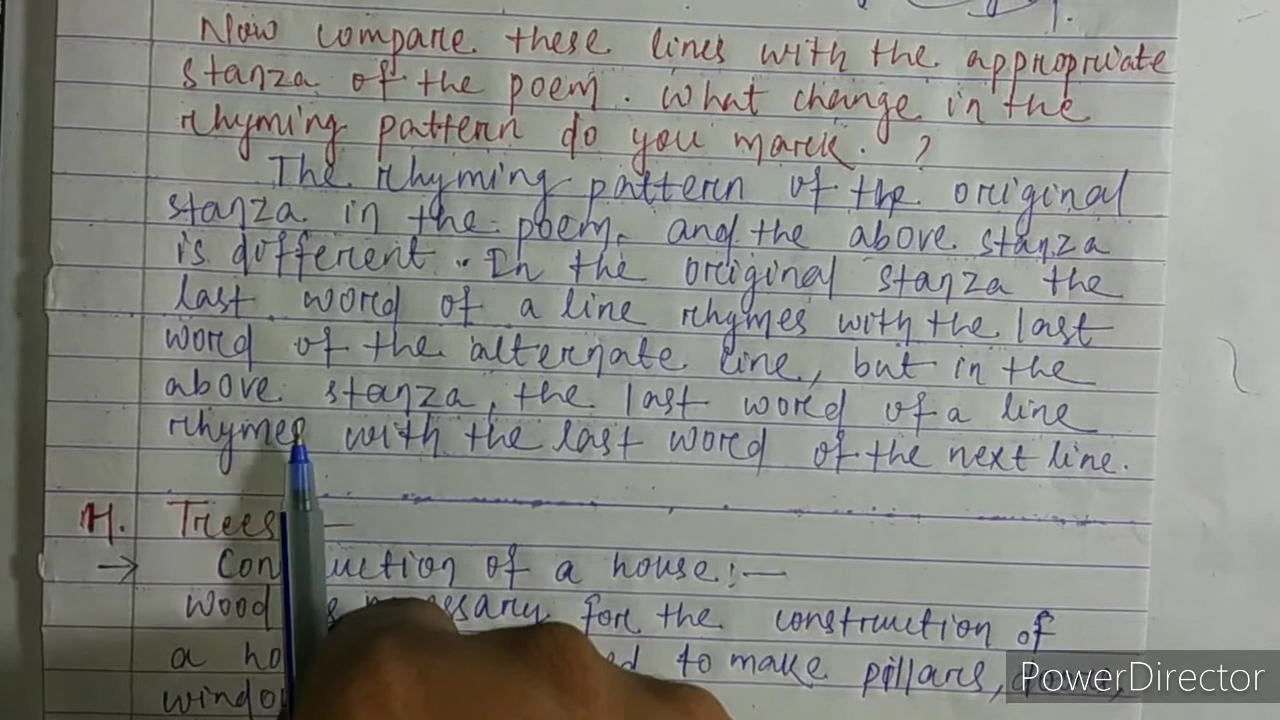 Now compare these lines with the appropriate
stanza of the poem. What change in the
rhyming pattern do you mark. ?
The rhyming pattern of the original
stanza in the poem. and the above stanza
is different. In the original stanza the
last word of a line rhymes with the last
word of the alternate line, but in the
above stanza, the last word of a line
rhymes with the last word of the next line.
H. Trees :—
→ Con uction of a house :—
wood necessary for the construction of
a to make pillars,
PowerDirector